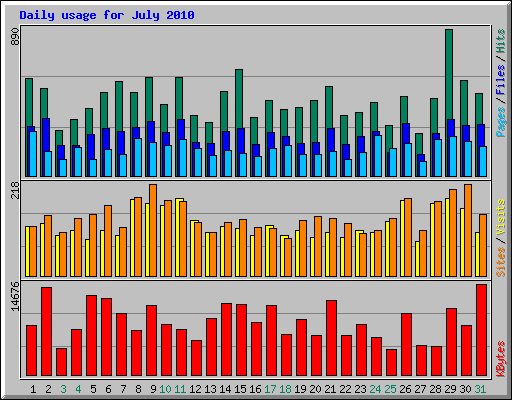 Daily usage for July 2010
890
Pages / Files / Hits
218
Sites / Visits
14676
KBytes
1 2 3 4 5 6 7 8 9 10 11 12 13 14 15 16 17 18 19 20 21 22 23 24 25 26 27 28 29 30 31